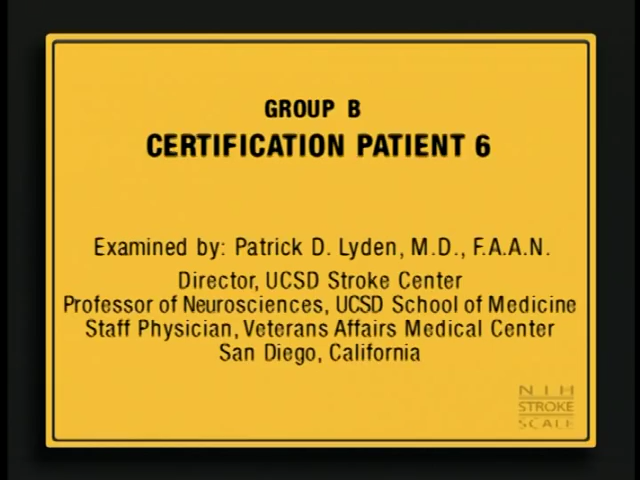 GROUP B
CERTIFICATION PATIENT 6
Examined by: Patrick D. Lyden, M.D., F.A.A.N.
Director, UCSD Stroke Center
Professor of Neurosciences, UCSD School of Medicine
Staff Physician, Veterans Affairs Medical Center
San Diego, California
NIH
STROKE
SCALE